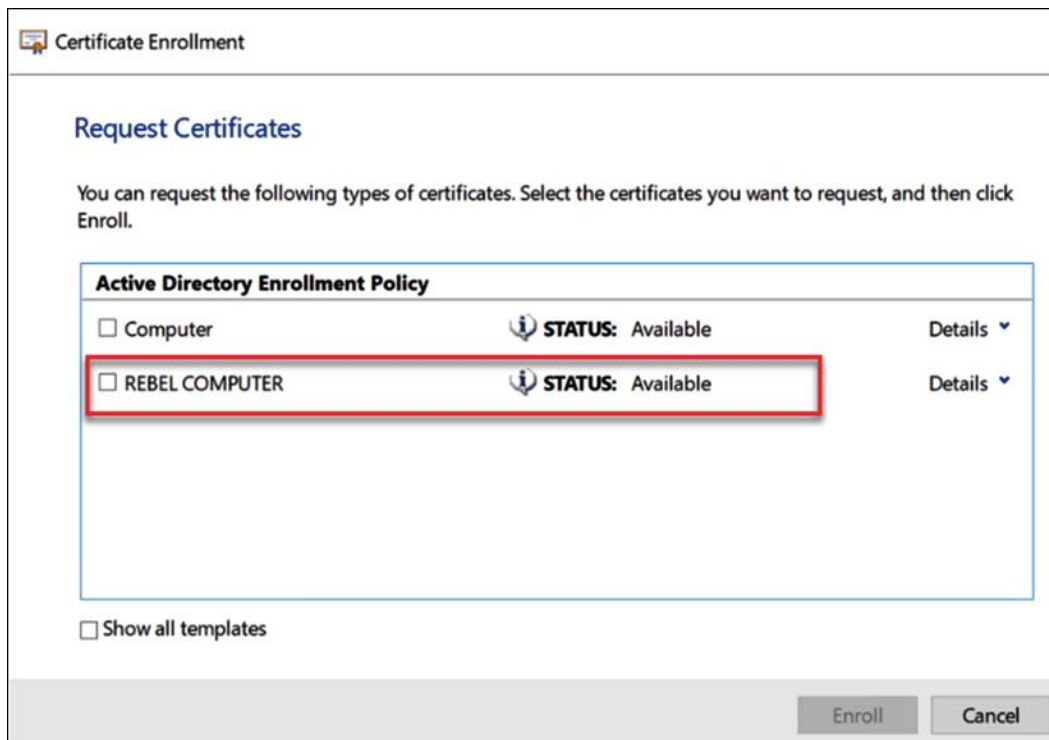 Certificate Enrollment
Request Certificates
You can request the following types of certificates. Select the certificates you want to request, and then click
Enroll.
Active Directory Enrollment Policy
Computer STATUS: Available Details
REBEL COMPUTER STATUS: Available Details
Show all templates
Enroll Cancel